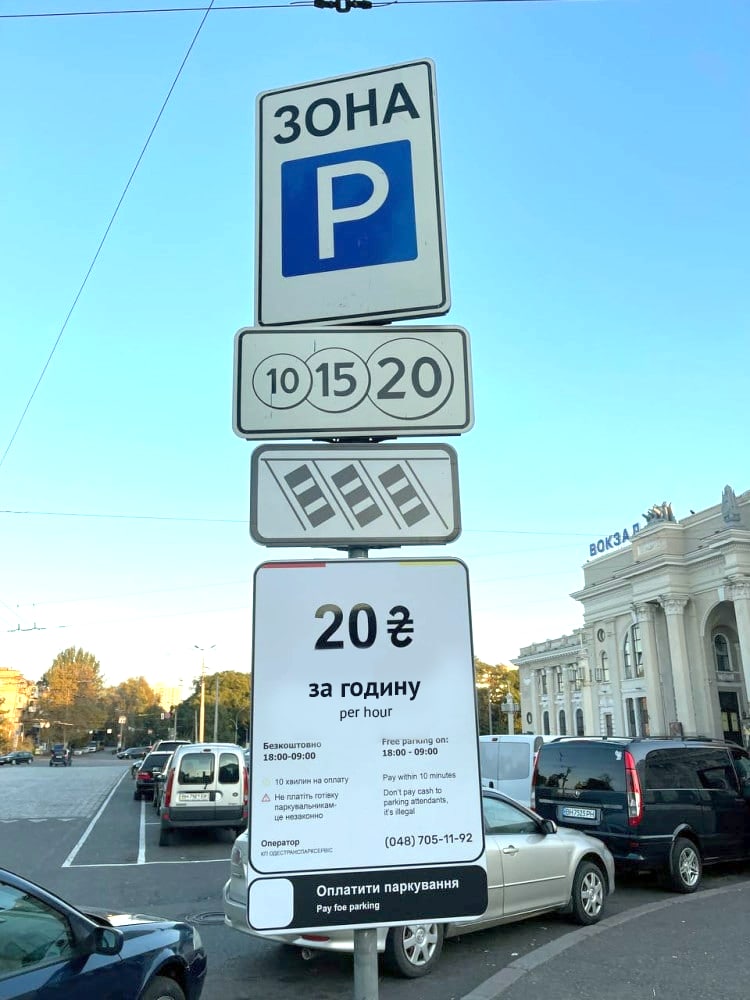 ЗОНА
P
10 15 20
ВОКЗАЛ
20 ₴
за годину
per hour
Безкоштовно
18:00-09:00
10 хвилин на оплату
Не платіть готівку
паркувальникам-
це незаконно
Оператор
КП ОДЕСТРАНСПАРКСЕРВІС
Free parking on:
18:00 - 09:00
Pay within 10 minutes
Don't pay cash to
parking attendants,
it's illegal
(048) 705-11-92
Оплатити паркування
Pay foe parking